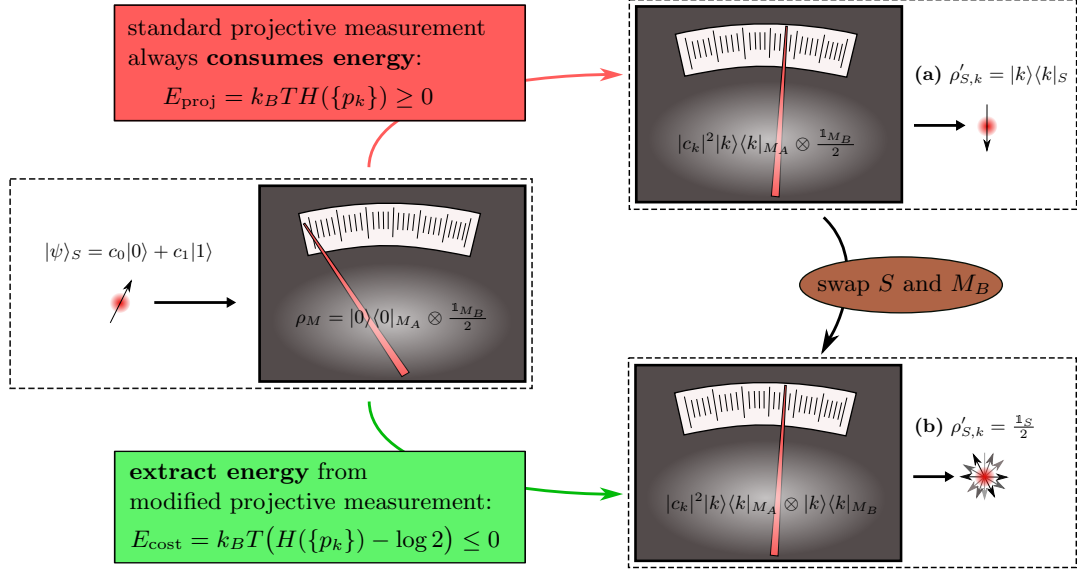 standard projective measurement
always consumes energy:
E_proj = k_B T H({p_k}) ≥ 0
|c_k|²|k⟩⟨k|_{M_A} ⊗ 𝟙_{M_B}/2
(a) ρ′_{S,k} = |k⟩⟨k|_S
|ψ⟩_S = c_0|0⟩ + c_1|1⟩
ρ_M = |0⟩⟨0|_{M_A} ⊗ 𝟙_{M_B}/2
swap S and M_B
extract energy from
modified projective measurement:
E_cost = k_B T(H({p_k}) − log 2) ≤ 0
|c_k|²|k⟩⟨k|_{M_A} ⊗ |k⟩⟨k|_{M_B}
(b) ρ′_{S,k} = 𝟙_S/2